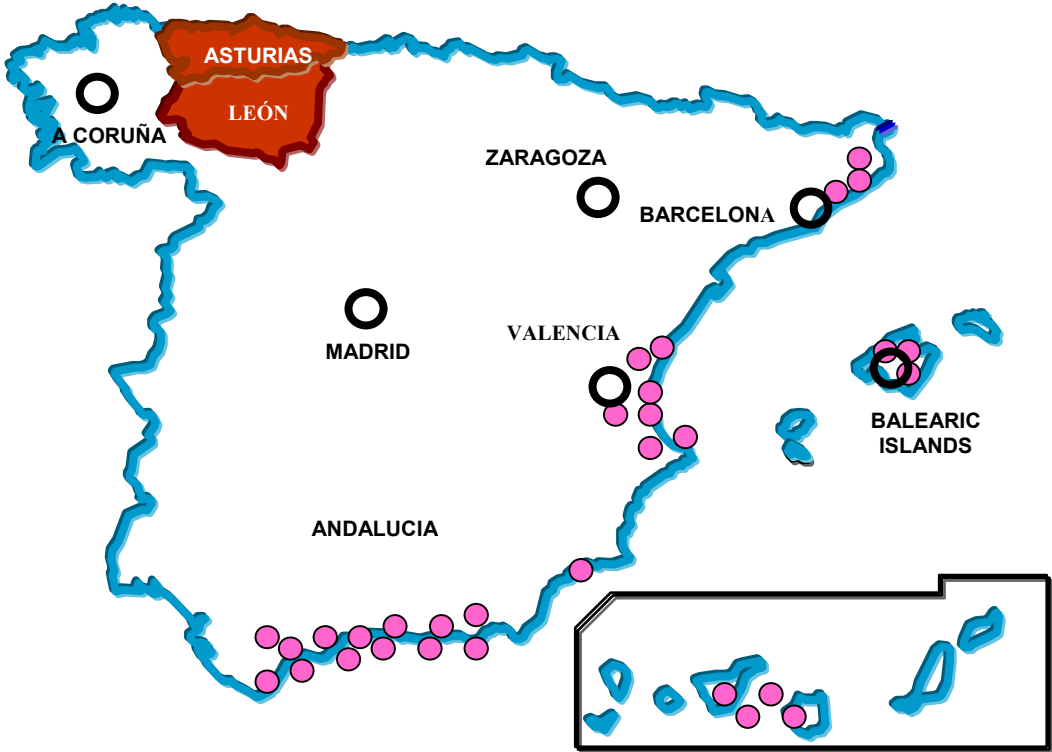 ASTURIAS
LEÓN
A CORUÑA
ZARAGOZA
BARCELONA
VALENCIA
MADRID
BALEARIC
ISLANDS
ANDALUCIA